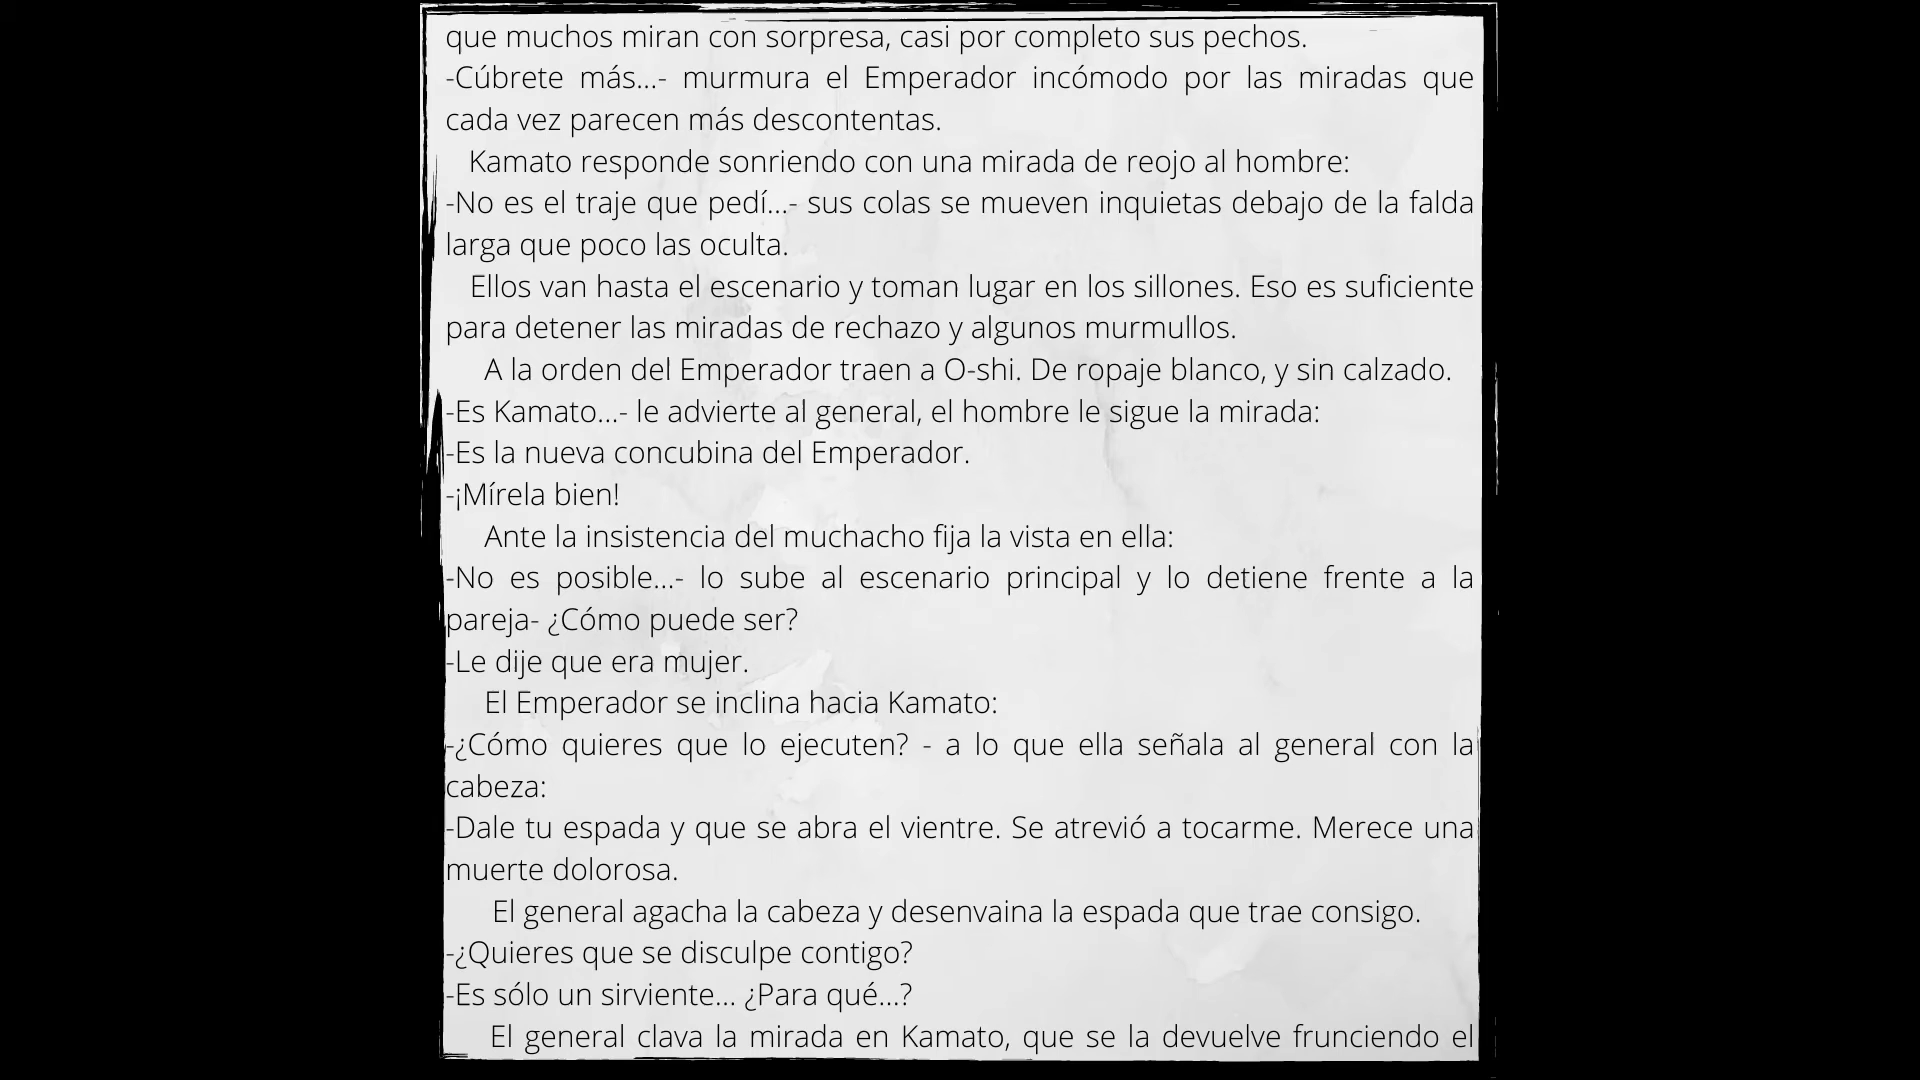 que muchos miran con sorpresa, casi por completo sus pechos.
-Cúbrete más...- murmura el Emperador incómodo por las miradas que
cada vez parecen más descontentas.
Kamato responde sonriendo con una mirada de reojo al hombre:
-No es el traje que pedí...- sus colas se mueven inquietas debajo de la falda
larga que poco las oculta.
Ellos van hasta el escenario y toman lugar en los sillones. Eso es suficiente
para detener las miradas de rechazo y algunos murmullos.
A la orden del Emperador traen a O-shi. De ropaje blanco, y sin calzado.
-Es Kamato...- le advierte al general, el hombre le sigue la mirada:
-Es la nueva concubina del Emperador.
-¡Mírela bien!
Ante la insistencia del muchacho fija la vista en ella:
-No es posible...- lo sube al escenario principal y lo detiene frente a la
pareja- ¿Cómo puede ser?
-Le dije que era mujer.
El Emperador se inclina hacia Kamato:
-¿Cómo quieres que lo ejecuten? - a lo que ella señala al general con la
cabeza:
-Dale tu espada y que se abra el vientre. Se atrevió a tocarme. Merece una
muerte dolorosa.
El general agacha la cabeza y desenvaina la espada que trae consigo.
-¿Quieres que se disculpe contigo?
-Es sólo un sirviente... ¿Para qué...?
El general clava la mirada en Kamato, que se la devuelve frunciendo el